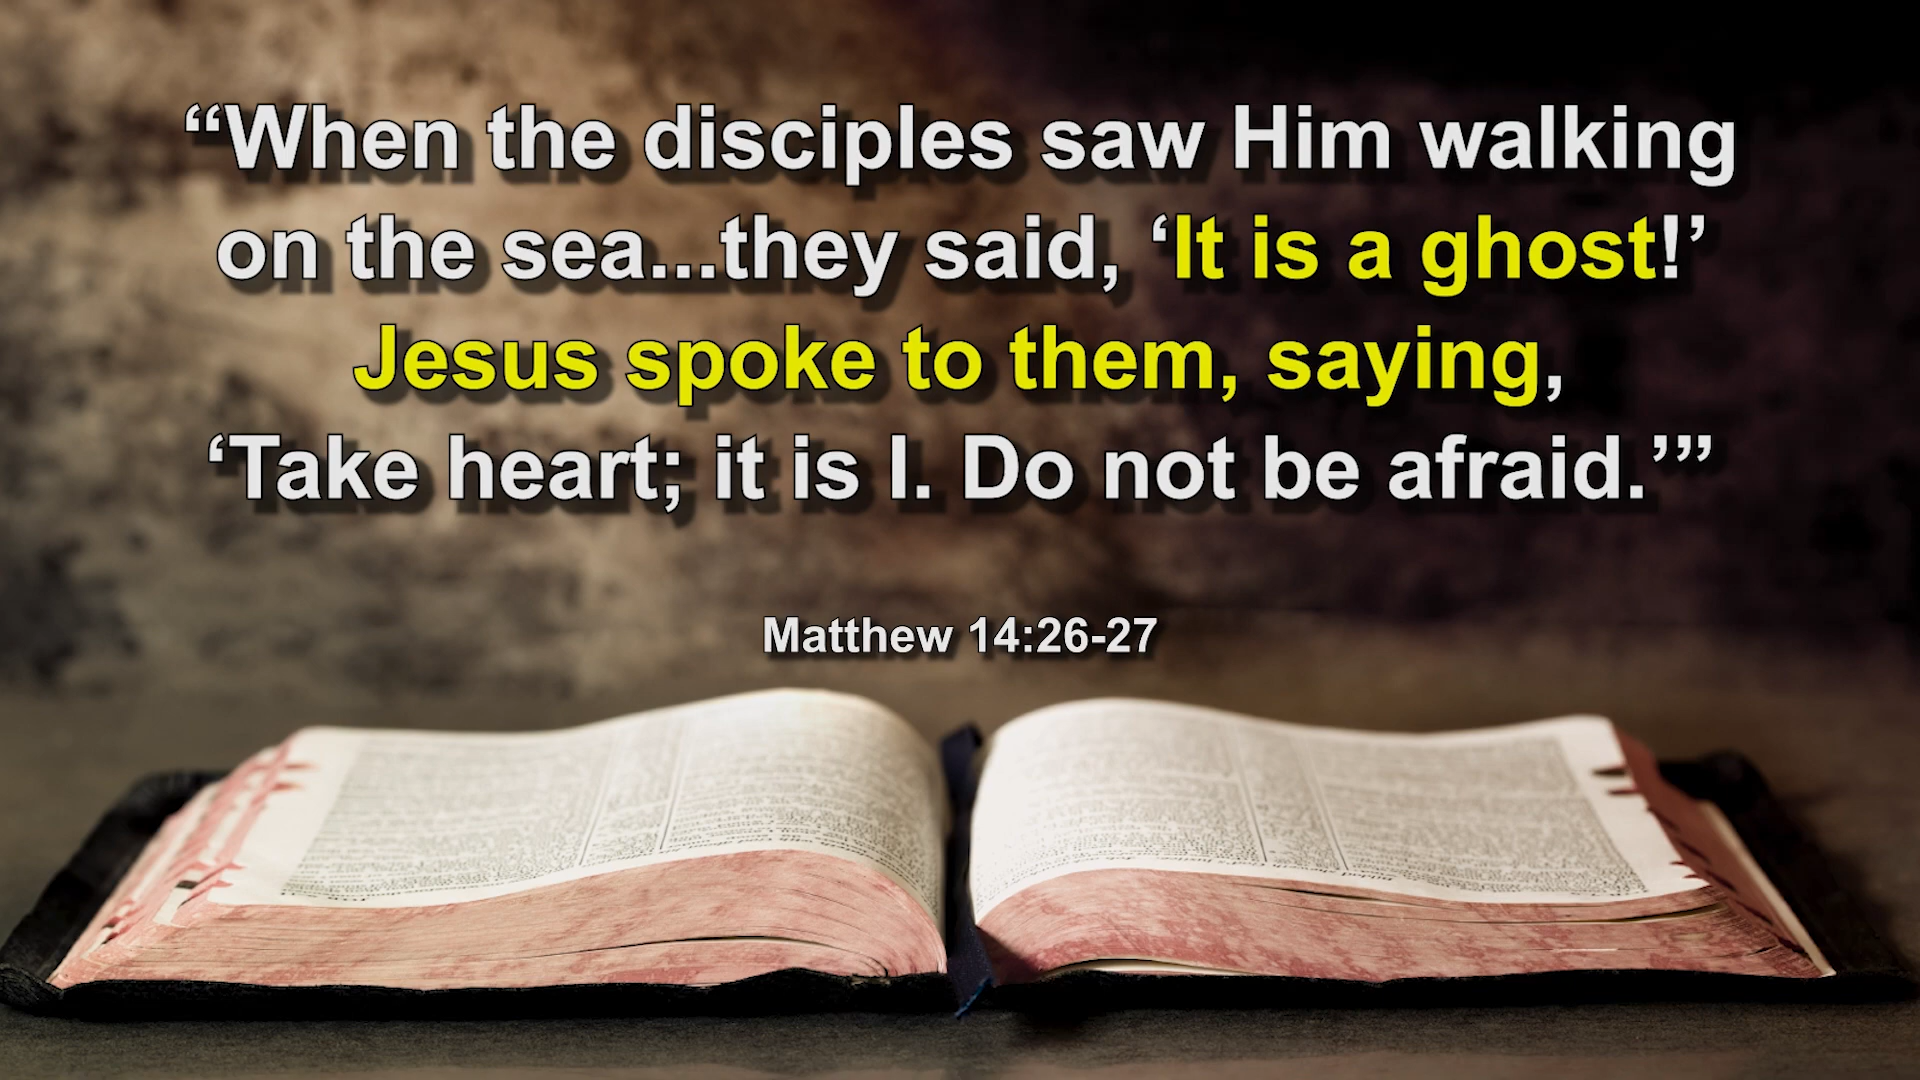 “When the disciples saw Him walking
on the sea...they said, ‘It is a ghost!’
Jesus spoke to them, saying,
‘Take heart; it is I. Do not be afraid.’”
Matthew 14:26-27